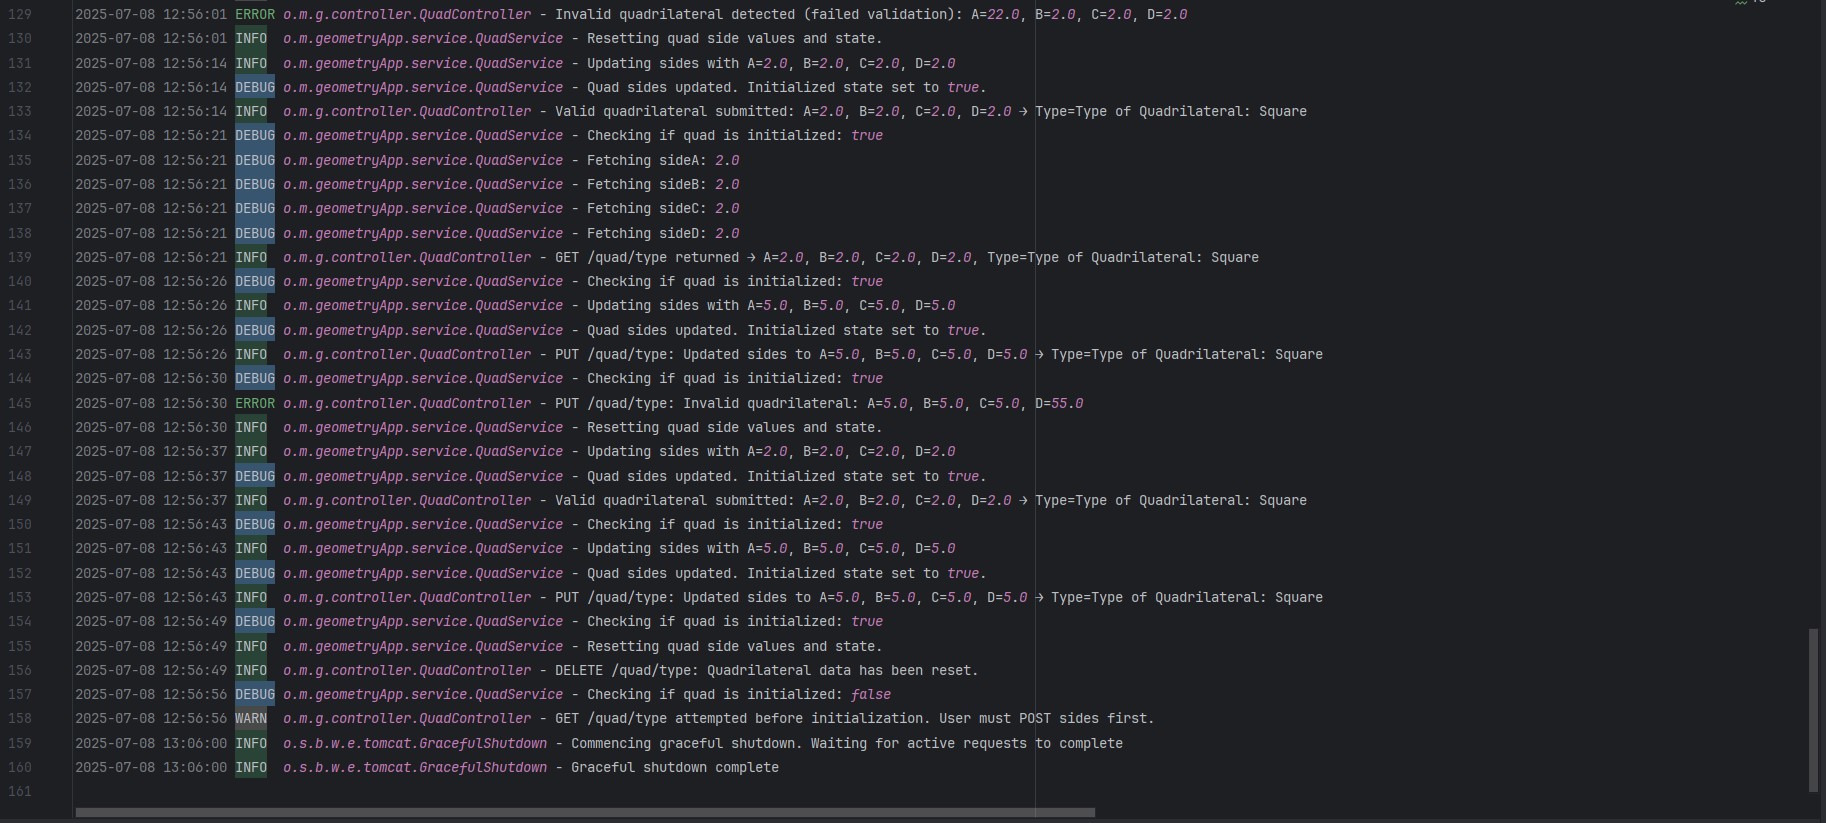 129 2025-07-08 12:56:01 ERROR o.m.g.controller.QuadController - Invalid quadrilateral detected (failed validation): A=22.0, B=2.0, C=2.0, D=2.0
130 2025-07-08 12:56:01 INFO o.m.geometryApp.service.QuadService - Resetting quad side values and state.
131 2025-07-08 12:56:14 INFO o.m.geometryApp.service.QuadService - Updating sides with A=2.0, B=2.0, C=2.0, D=2.0
132 2025-07-08 12:56:14 DEBUG o.m.geometryApp.service.QuadService - Quad sides updated. Initialized state set to true.
133 2025-07-08 12:56:14 INFO o.m.g.controller.QuadController - Valid quadrilateral submitted: A=2.0, B=2.0, C=2.0, D=2.0 → Type=Type of Quadrilateral: Square
134 2025-07-08 12:56:21 DEBUG o.m.geometryApp.service.QuadService - Checking if quad is initialized: true
135 2025-07-08 12:56:21 DEBUG o.m.geometryApp.service.QuadService - Fetching sideA: 2.0
136 2025-07-08 12:56:21 DEBUG o.m.geometryApp.service.QuadService - Fetching sideB: 2.0
137 2025-07-08 12:56:21 DEBUG o.m.geometryApp.service.QuadService - Fetching sideC: 2.0
138 2025-07-08 12:56:21 DEBUG o.m.geometryApp.service.QuadService - Fetching sideD: 2.0
139 2025-07-08 12:56:21 INFO o.m.g.controller.QuadController - GET /quad/type returned → A=2.0, B=2.0, C=2.0, D=2.0, Type=Type of Quadrilateral: Square
140 2025-07-08 12:56:26 DEBUG o.m.geometryApp.service.QuadService - Checking if quad is initialized: true
141 2025-07-08 12:56:26 INFO o.m.geometryApp.service.QuadService - Updating sides with A=5.0, B=5.0, C=5.0, D=5.0
142 2025-07-08 12:56:26 DEBUG o.m.geometryApp.service.QuadService - Quad sides updated. Initialized state set to true.
143 2025-07-08 12:56:26 INFO o.m.g.controller.QuadController - PUT /quad/type: Updated sides to A=5.0, B=5.0, C=5.0, D=5.0 → Type=Type of Quadrilateral: Square
144 2025-07-08 12:56:30 DEBUG o.m.geometryApp.service.QuadService - Checking if quad is initialized: true
145 2025-07-08 12:56:30 ERROR o.m.g.controller.QuadController - PUT /quad/type: Invalid quadrilateral: A=5.0, B=5.0, C=5.0, D=55.0
146 2025-07-08 12:56:30 INFO o.m.geometryApp.service.QuadService - Resetting quad side values and state.
147 2025-07-08 12:56:37 INFO o.m.geometryApp.service.QuadService - Updating sides with A=2.0, B=2.0, C=2.0, D=2.0
148 2025-07-08 12:56:37 DEBUG o.m.geometryApp.service.QuadService - Quad sides updated. Initialized state set to true.
149 2025-07-08 12:56:37 INFO o.m.g.controller.QuadController - Valid quadrilateral submitted: A=2.0, B=2.0, C=2.0, D=2.0 → Type=Type of Quadrilateral: Square
150 2025-07-08 12:56:43 DEBUG o.m.geometryApp.service.QuadService - Checking if quad is initialized: true
151 2025-07-08 12:56:43 INFO o.m.geometryApp.service.QuadService - Updating sides with A=5.0, B=5.0, C=5.0, D=5.0
152 2025-07-08 12:56:43 DEBUG o.m.geometryApp.service.QuadService - Quad sides updated. Initialized state set to true.
153 2025-07-08 12:56:43 INFO o.m.g.controller.QuadController - PUT /quad/type: Updated sides to A=5.0, B=5.0, C=5.0, D=5.0 → Type=Type of Quadrilateral: Square
154 2025-07-08 12:56:49 DEBUG o.m.geometryApp.service.QuadService - Checking if quad is initialized: true
155 2025-07-08 12:56:49 INFO o.m.geometryApp.service.QuadService - Resetting quad side values and state.
156 2025-07-08 12:56:49 INFO o.m.g.controller.QuadController - DELETE /quad/type: Quadrilateral data has been reset.
157 2025-07-08 12:56:56 DEBUG o.m.geometryApp.service.QuadService - Checking if quad is initialized: false
158 2025-07-08 12:56:56 WARN o.m.g.controller.QuadController - GET /quad/type attempted before initialization. User must POST sides first.
159 2025-07-08 13:06:00 INFO o.s.b.w.e.tomcat.GracefulShutdown - Commencing graceful shutdown. Waiting for active requests to complete
160 2025-07-08 13:06:00 INFO o.s.b.w.e.tomcat.GracefulShutdown - Graceful shutdown complete
161